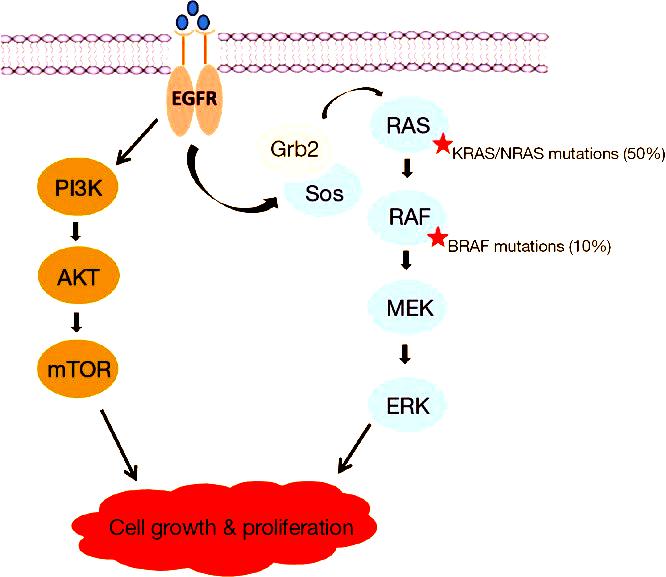 EGFR
RAS
KRAS/NRAS mutations (50%)
Grb2
Sos
PI3K
RAF
BRAF mutations (10%)
AKT
MEK
mTOR
ERK
Cell growth & proliferation